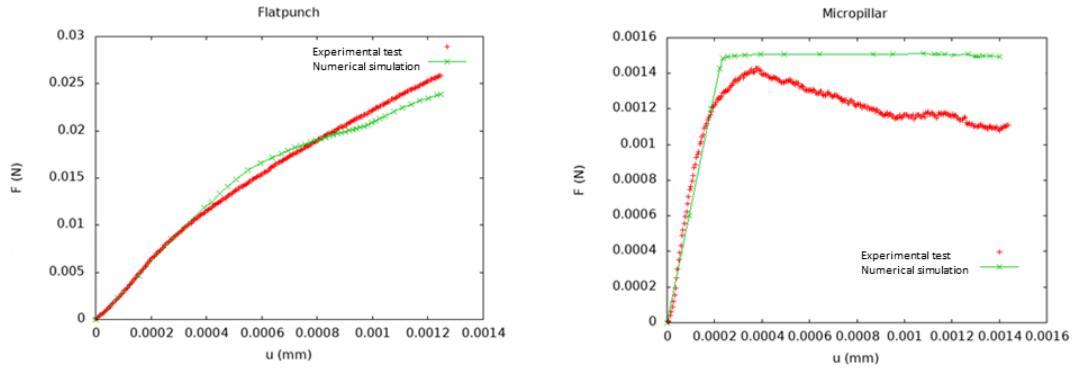 Flatpunch
0.03
0.025
0.02
0.015
0.01
0.005
0
F (N)
Experimental test
Numerical simulation
0 0.0002 0.0004 0.0006 0.0008 0.001 0.0012 0.0014
u (mm)
Micropillar
0.0016
0.0014
0.0012
0.001
0.0008
0.0006
0.0004
0.0002
0
F (N)
Experimental test
Numerical simulation
0 0.0002 0.0004 0.0006 0.0008 0.001 0.0012 0.0014 0.0016
u (mm)